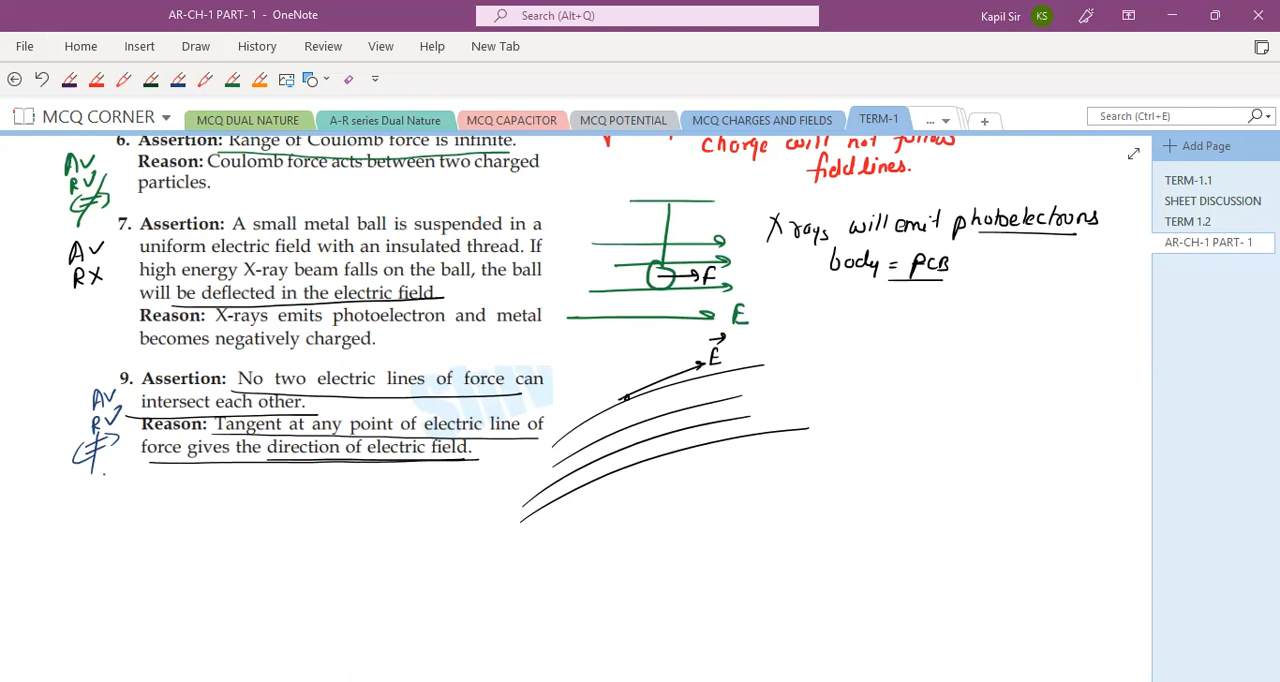 AR-CH-1 PART- 1 - OneNote
Search (Alt+Q)
Kapil Sir
KS
File Home Insert Draw History Review View Help New Tab
MCQ CORNER
MCQ DUAL NATURE
A-R series Dual Nature
MCQ CAPACITOR
MCQ POTENTIAL
MCQ CHARGES AND FIELDS
TERM-1
...
Search (Ctrl+E)
Add Page
TERM-1.1
SHEET DISCUSSION
TERM 1.2
AR-CH-1 PART- 1
6. Assertion: Range of Coulomb force is infinite.
Reason: Coulomb force acts between two charged
particles.
A✓
R✓
(≠)
7. Assertion: A small metal ball is suspended in a
uniform electric field with an insulated thread. If
high energy X-ray beam falls on the ball, the ball
will be deflected in the electric field.
Reason: X-rays emits photoelectron and metal
becomes negatively charged.
A✓
R×
9. Assertion: No two electric lines of force can
intersect each other.
Reason: Tangent at any point of electric line of
force gives the direction of electric field.
A✓
R✓
(≠)
charge will not follow
field lines.
F
E
X rays will emit photoelectrons
body = PCB
E